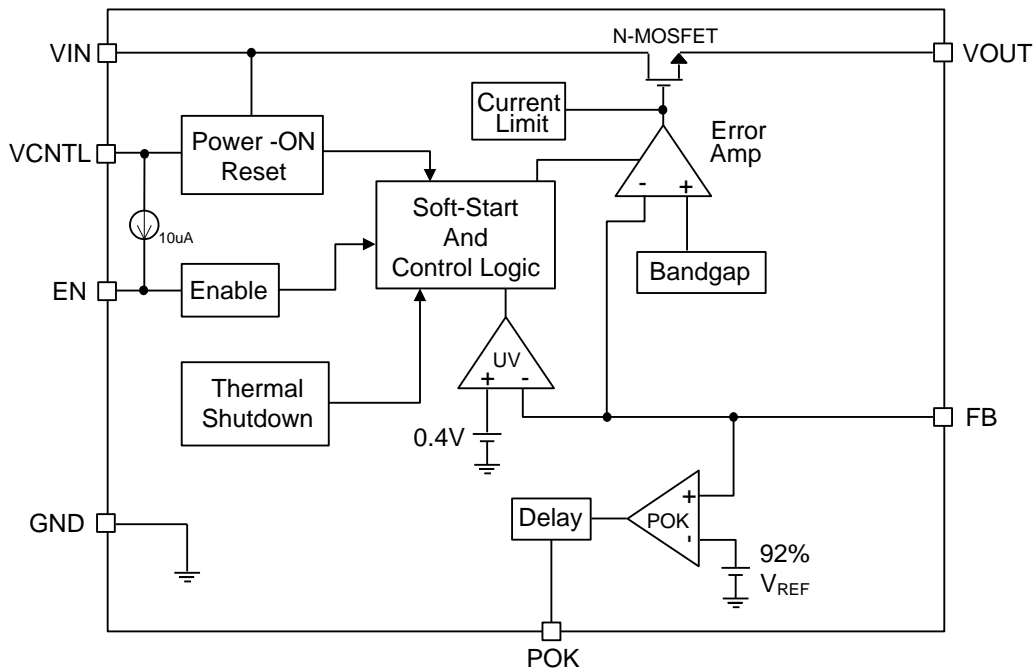 N-MOSFET
VIN
VOUT
Current
Limit
Error
Amp
VCNTL
Power -ON
Reset
- +
Soft-Start
And
Control Logic
10uA
Bandgap
EN
Enable
UV
+ -
Thermal
Shutdown
0.4V
FB
+
Delay
POK
-
GND
92%
VREF
POK